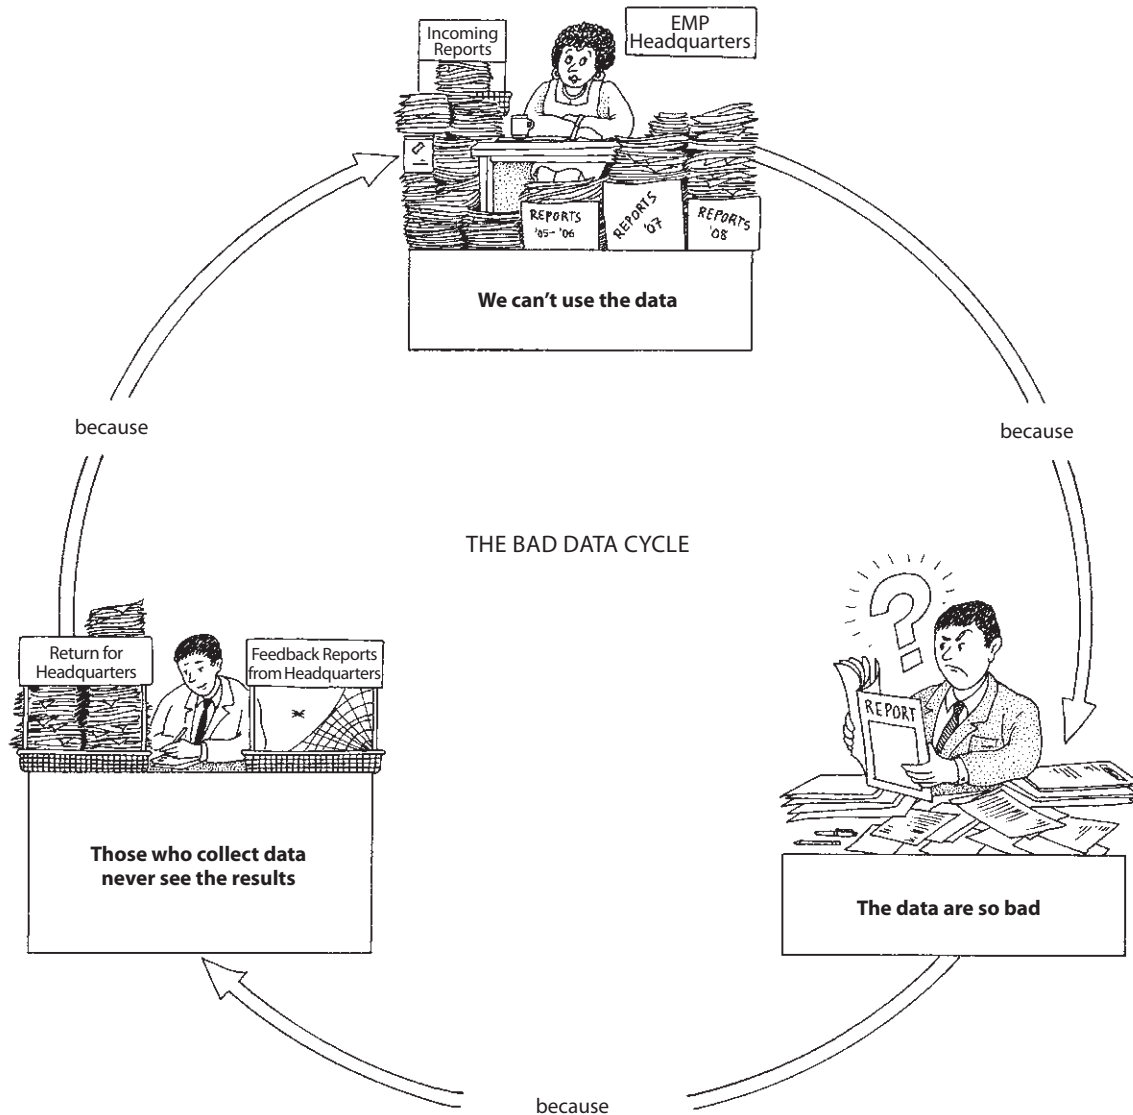 Incoming
Reports
EMP
Headquarters
REPORTS
'05– '06
REPORTS
'07
REPORTS
'08
We can't use the data
because
because
THE BAD DATA CYCLE
Return for
Headquarters
Feedback Reports
from Headquarters
?
REPORT
Those who collect data
never see the results
The data are so bad
because